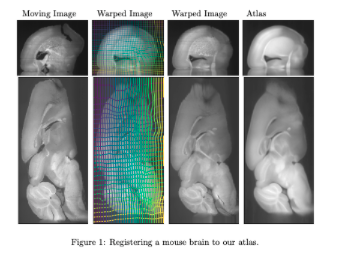 Moving Image Warped Image Warped Image Atlas
Figure 1: Registering a mouse brain to our atlas.